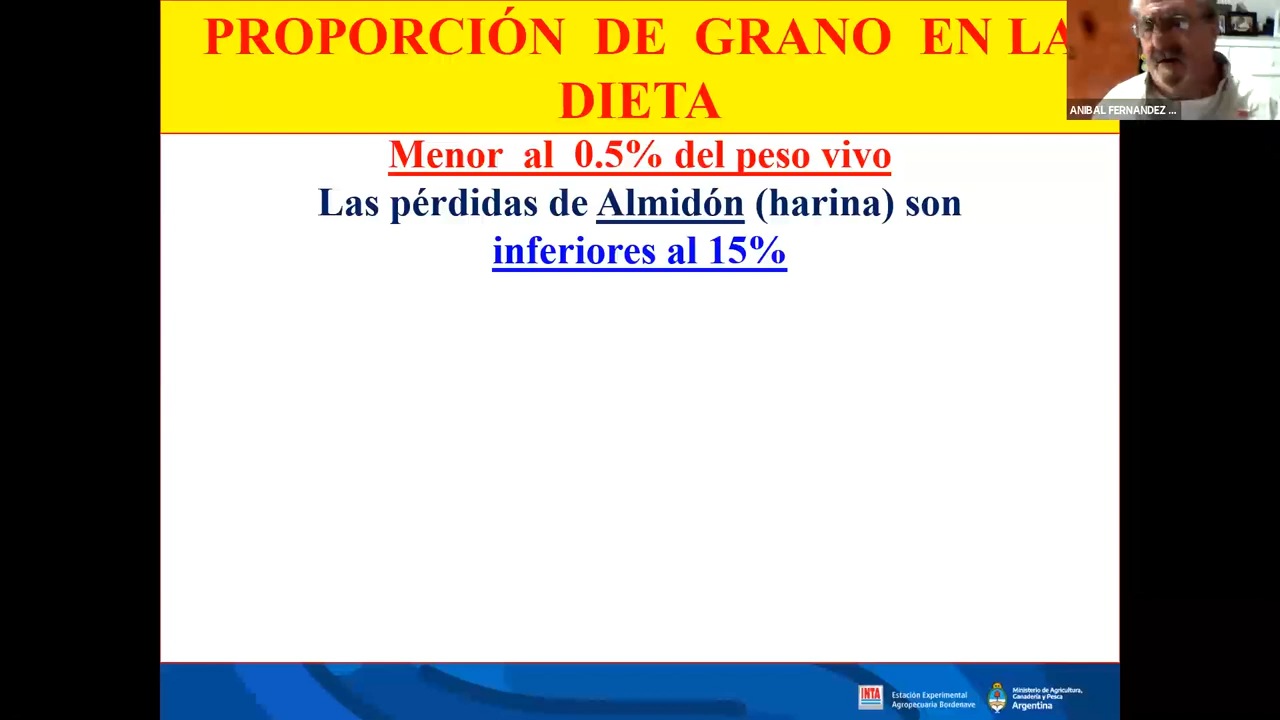 PROPORCIÓN DE GRANO EN LA
DIETA
ANIBAL FERNANDEZ ...
Menor al 0.5% del peso vivo
Las pérdidas de Almidón (harina) son
inferiores al 15%
INTA
Estación Experimental
Agropecuaria Bordenave
Ministerio de Agricultura,
Ganadería y Pesca
Argentina